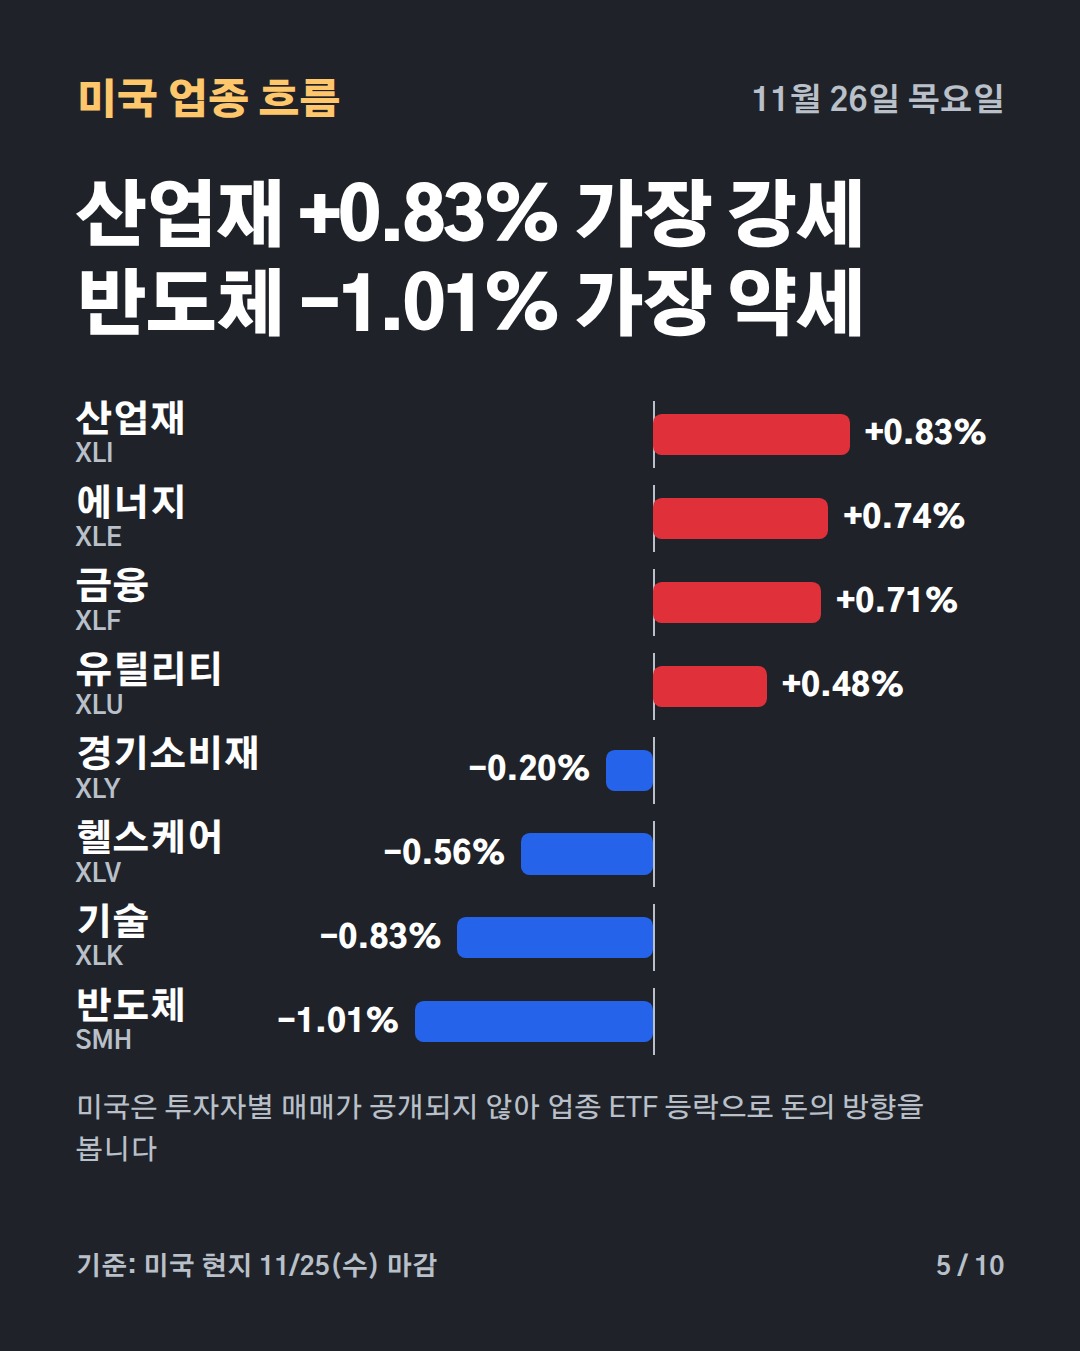 미국 업종 흐름
11월 26일 목요일
산업재 +0.83% 가장 강세
반도체 −1.01% 가장 약세
산업재
XLI
+0.83%
에너지
XLE
+0.74%
금융
XLF
+0.71%
유틸리티
XLU
+0.48%
경기소비재
XLY
−0.20%
헬스케어
XLV
−0.56%
기술
XLK
−0.83%
반도체
SMH
−1.01%
미국은 투자자별 매매가 공개되지 않아 업종 ETF 등락으로 돈의 방향을
봅니다
기준: 미국 현지 11/25(수) 마감
5 / 10